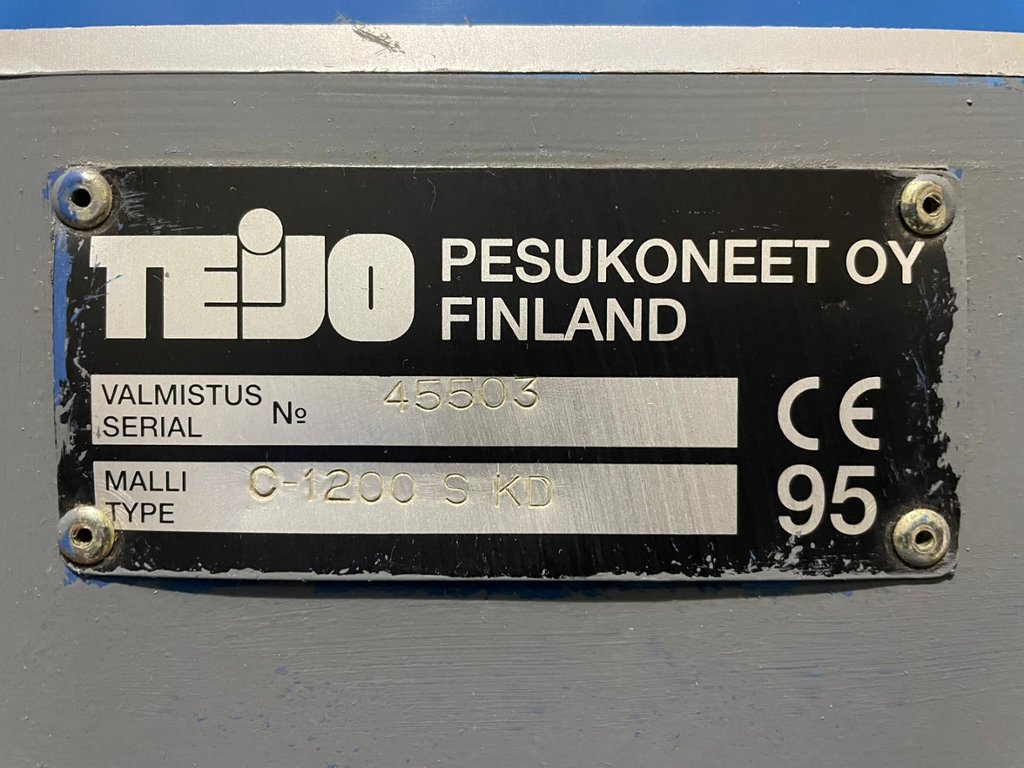 TEIJO PESUKONEET OY
FINLAND
VALMISTUS
SERIAL № 45503
MALLI
TYPE C-1200 S KD
CE
95